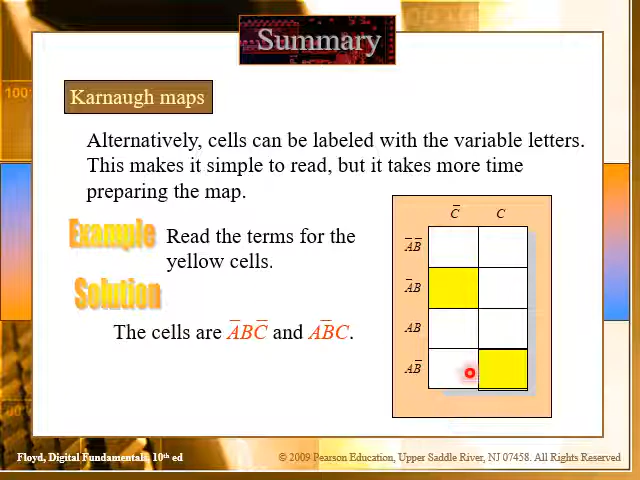 Summary
Karnaugh maps
Alternatively, cells can be labeled with the variable letters.
This makes it simple to read, but it takes more time
preparing the map.
C̅ C
Example Read the terms for the
yellow cells.
A̅B̅
A̅B
Solution
The cells are A̅BC̅ and AB̅C.
AB
AB̅
Floyd, Digital Fundamentals, 10th ed
© 2009 Pearson Education, Upper Saddle River, NJ 07458. All Rights Reserved